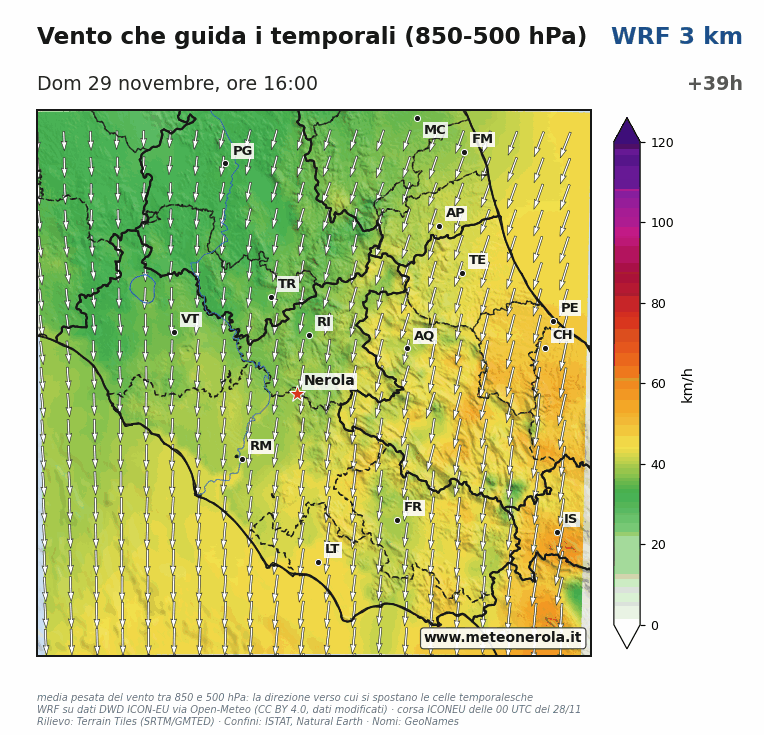 Vento che guida i temporali (850-500 hPa) WRF 3 km
Dom 29 novembre, ore 16:00 +39h
MC
FM
PG
AP
TE
TR
PE
VT
RI
CH
AQ
Nerola
RM
FR
IS
LT
www.meteonerola.it
120
100
80
60
40
20
0
km/h
media pesata del vento tra 850 e 500 hPa: la direzione verso cui si spostano le celle temporalesche
WRF su dati DWD ICON-EU via Open-Meteo (CC BY 4.0, dati modificati) · corsa ICONEU delle 00 UTC del 28/11
Rilievo: Terrain Tiles (SRTM/GMTED) · Confini: ISTAT, Natural Earth · Nomi: GeoNames